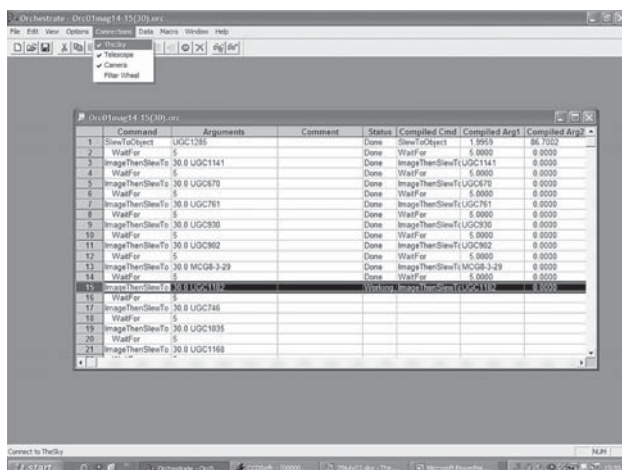 Orchestrate - Orc01mag14-15(30).orc
File Edit View Options Connections Data Macro Window Help
TheSky
Telescope
Camera
Filter Wheel
Orc01mag14-15(30).orc
Command Arguments Comment Status Compiled Cmd Compiled Arg1 Compiled Arg2
1 SlewToObject UGC1285 Done SlewToObject 1.9959 86.7002
2 WaitFor 5 Done WaitFor 5.0000 0.0000
3 ImageThenSlewTo 30.0 UGC1141 Done ImageThenSlewTo UGC1141 0.0000
4 WaitFor 5 Done WaitFor 5.0000 0.0000
5 ImageThenSlewTo 30.0 UGC670 Done ImageThenSlewTo UGC670 0.0000
6 WaitFor 5 Done WaitFor 5.0000 0.0000
7 ImageThenSlewTo 30.0 UGC761 Done ImageThenSlewTo UGC761 0.0000
8 WaitFor 5 Done WaitFor 5.0000 0.0000
9 ImageThenSlewTo 30.0 UGC930 Done ImageThenSlewTo UGC930 0.0000
10 WaitFor 5 Done WaitFor 5.0000 0.0000
11 ImageThenSlewTo 30.0 UGC902 Done ImageThenSlewTo UGC902 0.0000
12 WaitFor 5 Done WaitFor 5.0000 0.0000
13 ImageThenSlewTo 30.0 MCG8-3-29 Done ImageThenSlewTo MCG8-3-29 0.0000
14 WaitFor 5 Done WaitFor 5.0000 0.0000
15 ImageThenSlewTo 30.0 UGC1182 Working ImageThenSlewTo UGC1182 0.0000
16 WaitFor 5
17 ImageThenSlewTo 30.0 UGC746
18 WaitFor 5
19 ImageThenSlewTo 30.0 UGC1035
20 WaitFor 5
21 ImageThenSlewTo 30.0 UGC1168
Connect to TheSky NUM
start Orchestrate - Orc0... CCDSoft Microsoft PowerPoi...